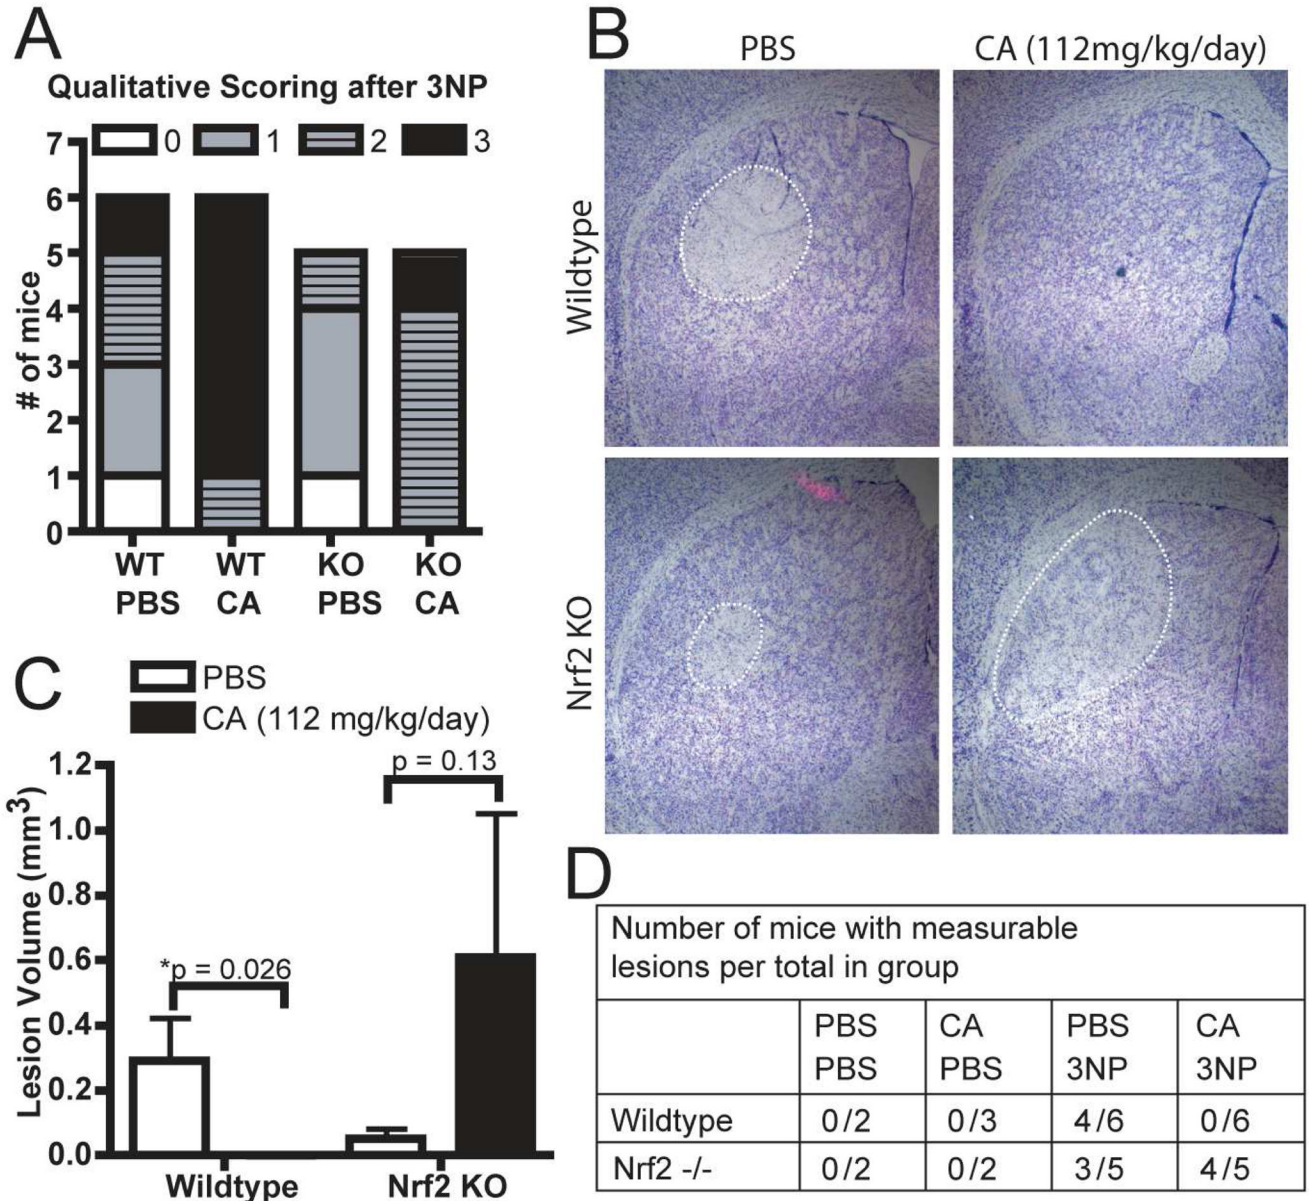 A
Qualitative Scoring after 3NP
0 1 2 3
# of mice
7
6
5
4
3
2
1
0
WT PBS
WT CA
KO PBS
KO CA
B
PBS
CA (112mg/kg/day)
Wildtype
Nrf2 KO
C
PBS
CA (112 mg/kg/day)
Lesion Volume (mm³)
1.2
1.0
0.8
0.6
0.4
0.2
0.0
*p = 0.026
p = 0.13
Wildtype
Nrf2 KO
D
Number of mice with measurable
lesions per total in group
PBS CA PBS CA
PBS PBS 3NP 3NP
Wildtype 0/2 0/3 4/6 0/6
Nrf2 -/- 0/2 0/2 3/5 4/5